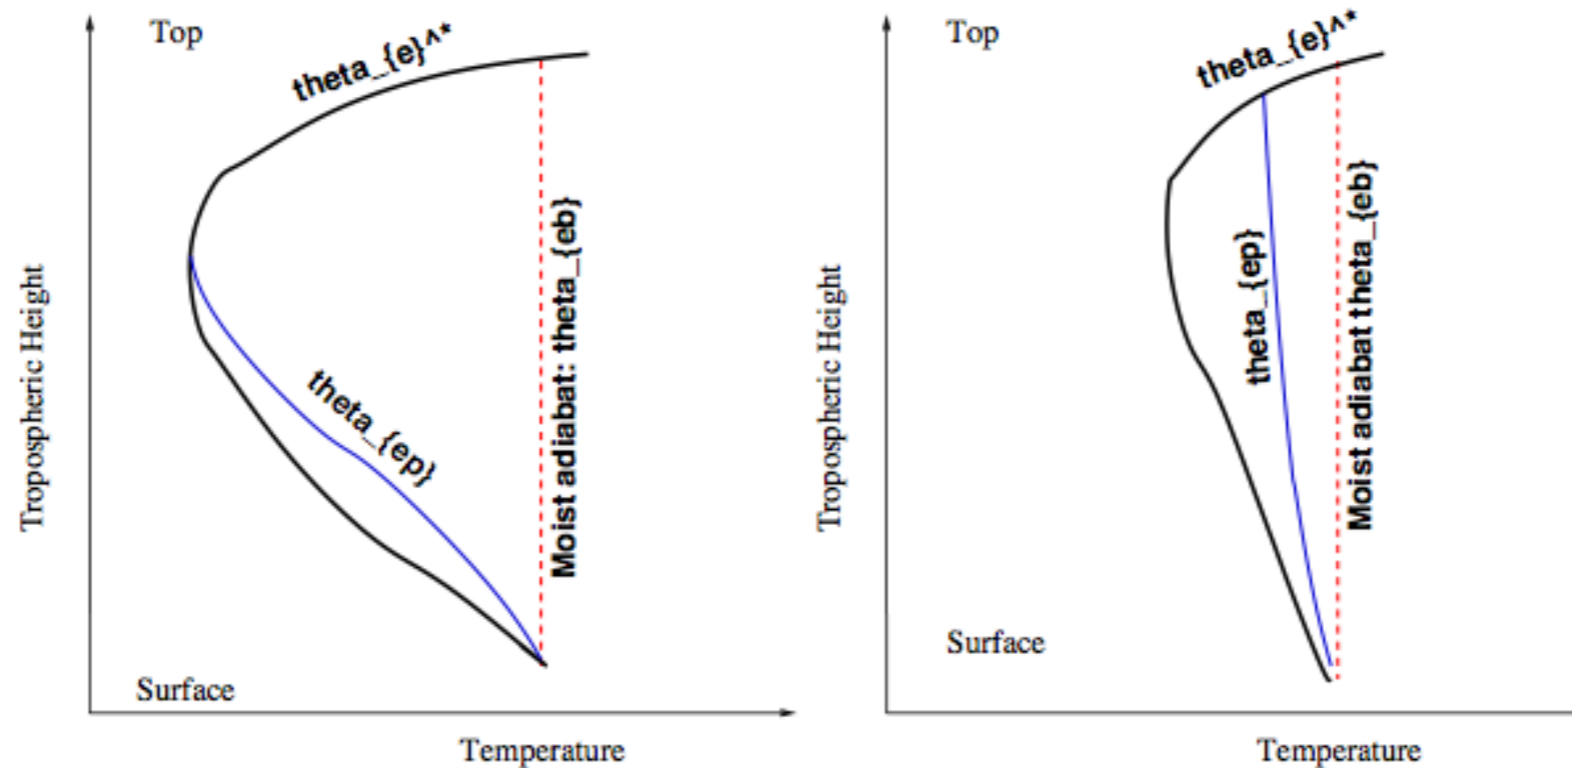 Top
theta_{e}^*
Tropospheric Height
theta_{ep}
Moist adiabat: theta_{eb}
Surface
Temperature
Top
theta_{e}^*
Tropospheric Height
theta_{ep}
Moist adiabat theta_{eb}
Surface
Temperature